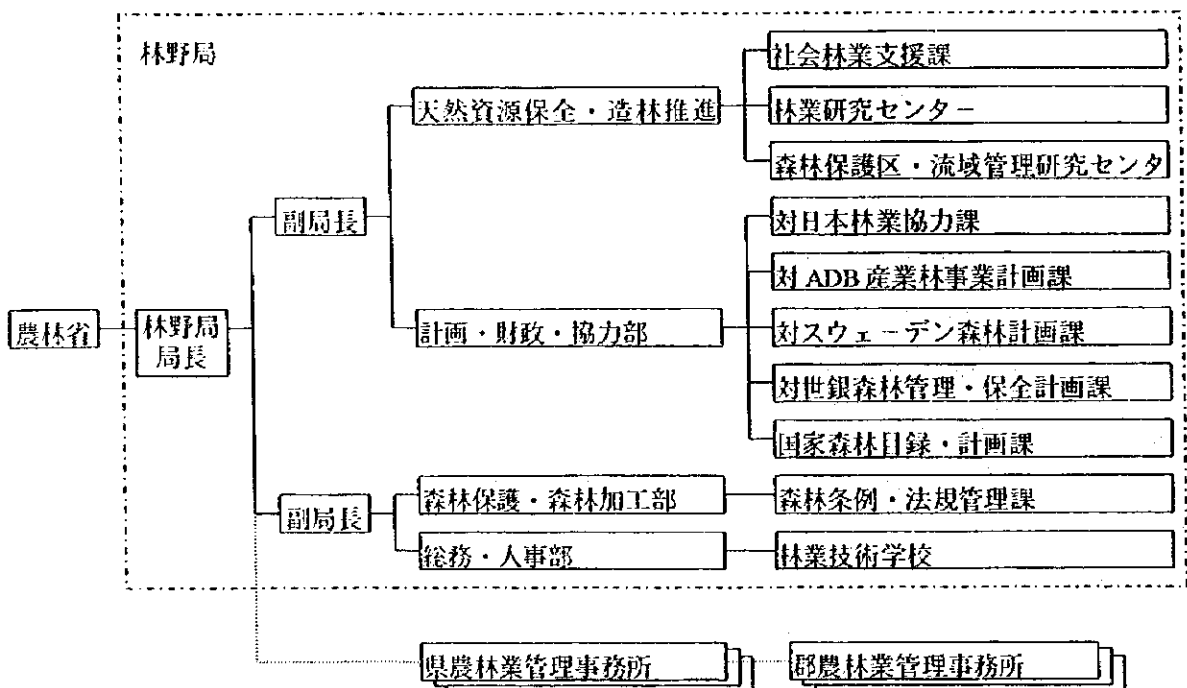 林野局
社会林業支援課
天然資源保全・造林推進
林業研究センター
森林保護区・流域管理研究センタ
副局長
対日本林業協力課
対 ADB 産業林事業計画課
農林省
林野局
局長
計画・財政・協力部
対スウェーデン森林計画課
対世銀森林管理・保全計画課
国家森林目録・計画課
副局長
森林保護・森林加工部
森林条例・法規管理課
総務・人事部
林業技術学校
県農林業管理事務所
郡農林業管理事務所